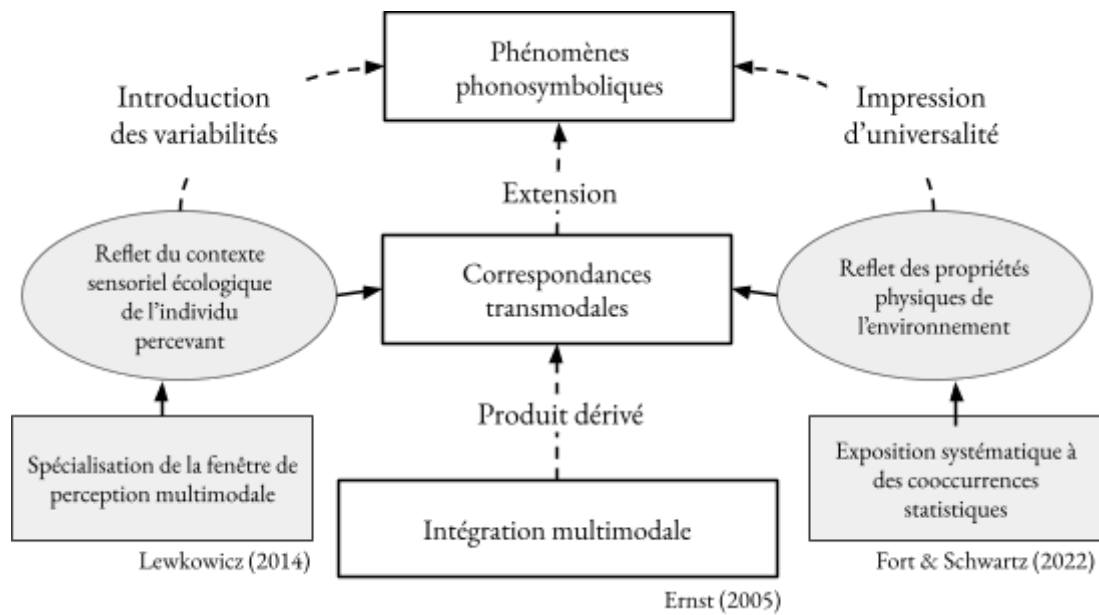 Phénomènes
phonosymboliques
Introduction
des variabilités
Impression
d’universalité
Extension
Reflet du contexte
sensoriel écologique
de l’individu
percevant
Correspondances
transmodales
Reflet des propriétés
physiques de
l’environnement
Produit dérivé
Spécialisation de la fenêtre de
perception multimodale
Exposition systématique à
des cooccurrences
statistiques
Intégration multimodale
Lewkowicz (2014)
Fort & Schwartz (2022)
Ernst (2005)